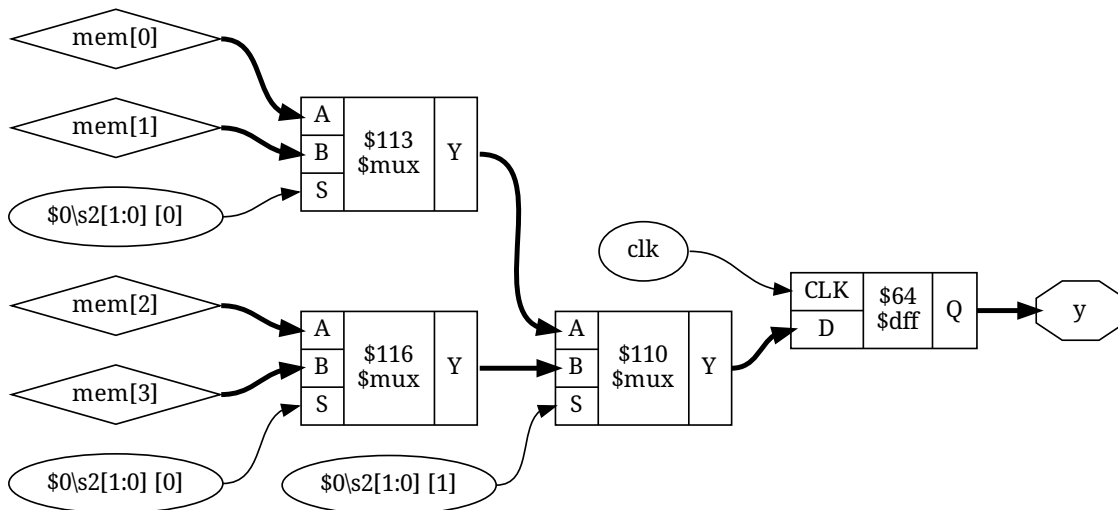 mem[0]
mem[1]
$0\s2[1:0] [0]
A
B
S
$113
$mux
Y
mem[2]
mem[3]
$0\s2[1:0] [0]
A
B
S
$116
$mux
Y
$0\s2[1:0] [1]
A
B
S
$110
$mux
Y
clk
CLK
D
$64
$dff
Q
y